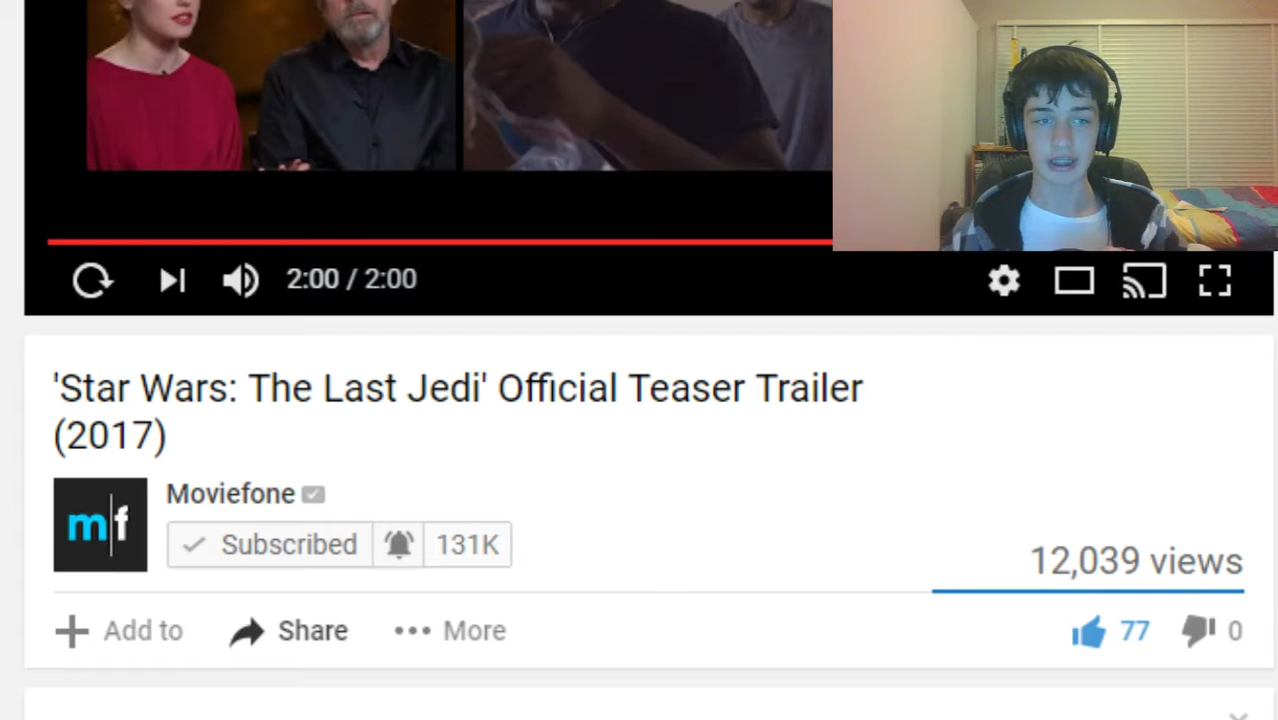 2:00 / 2:00
'Star Wars: The Last Jedi' Official Teaser Trailer
(2017)
m|f
Moviefone
Subscribed 131K
12,039 views
Add to Share More
77 0